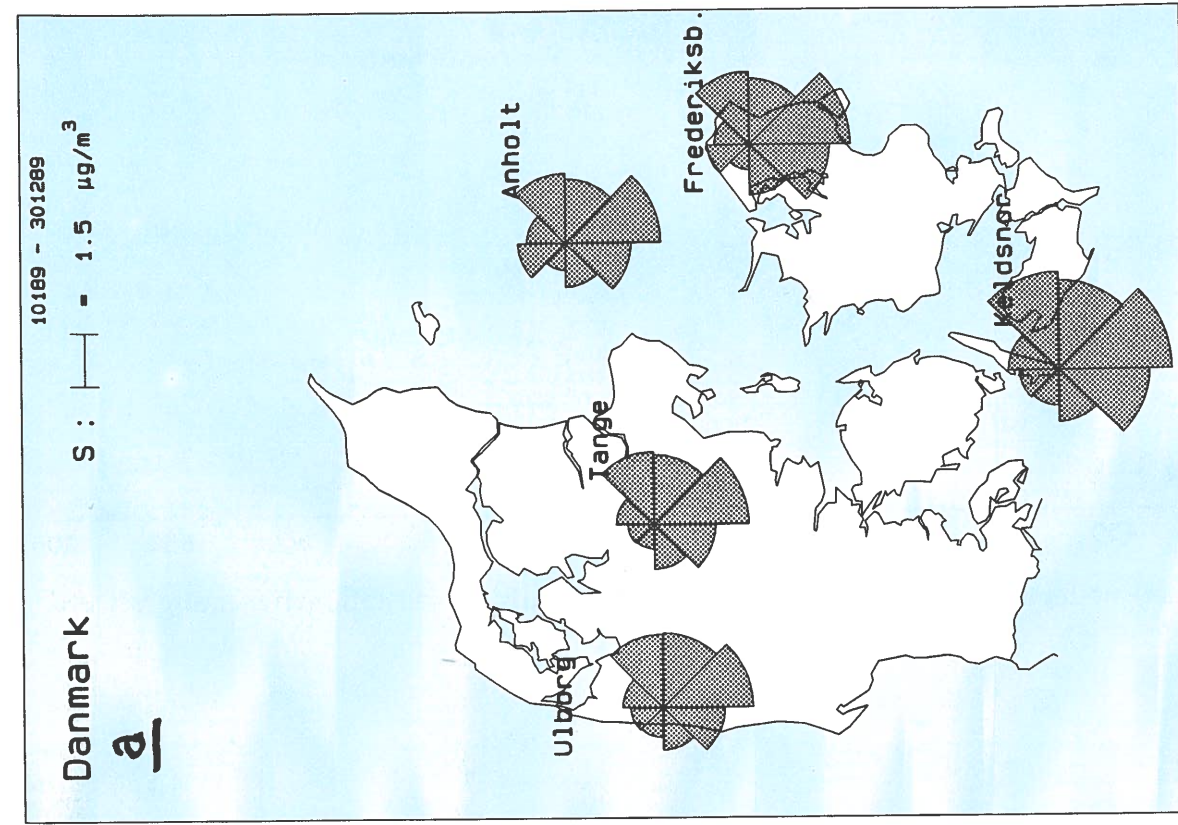 Danmark
a
10189 - 301289
S : = 1.5 µg/m³
Anholt
Frederiksb.
Ulborg
Tange
Keldsnor